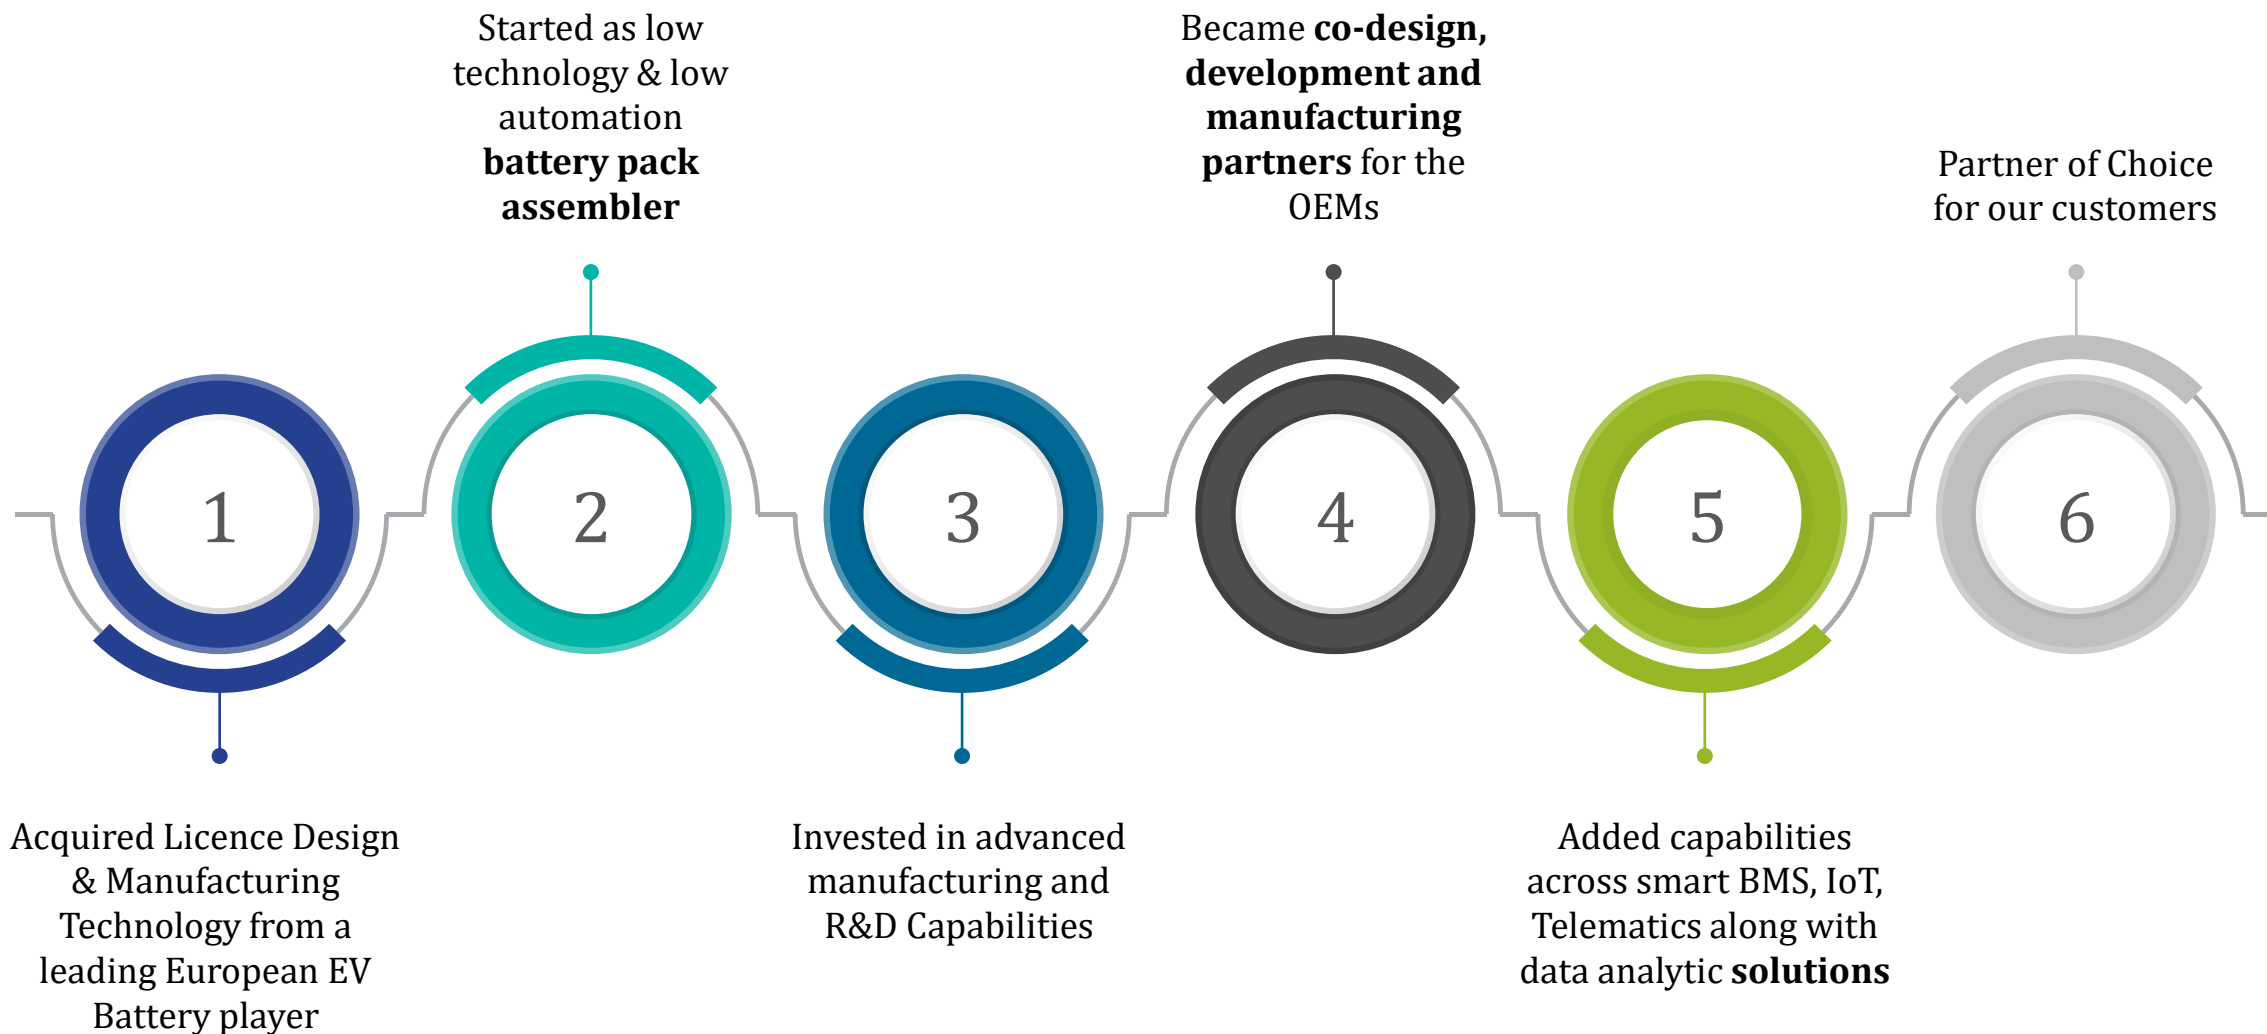 Started as low
technology & low
automation
battery pack
assembler
Became co-design,
development and
manufacturing
partners for the
OEMs
Partner of Choice
for our customers
1
2
3
4
5
6
Acquired Licence Design
& Manufacturing
Technology from a
leading European EV
Battery player
Invested in advanced
manufacturing and
R&D Capabilities
Added capabilities
across smart BMS, IoT,
Telematics along with
data analytic solutions